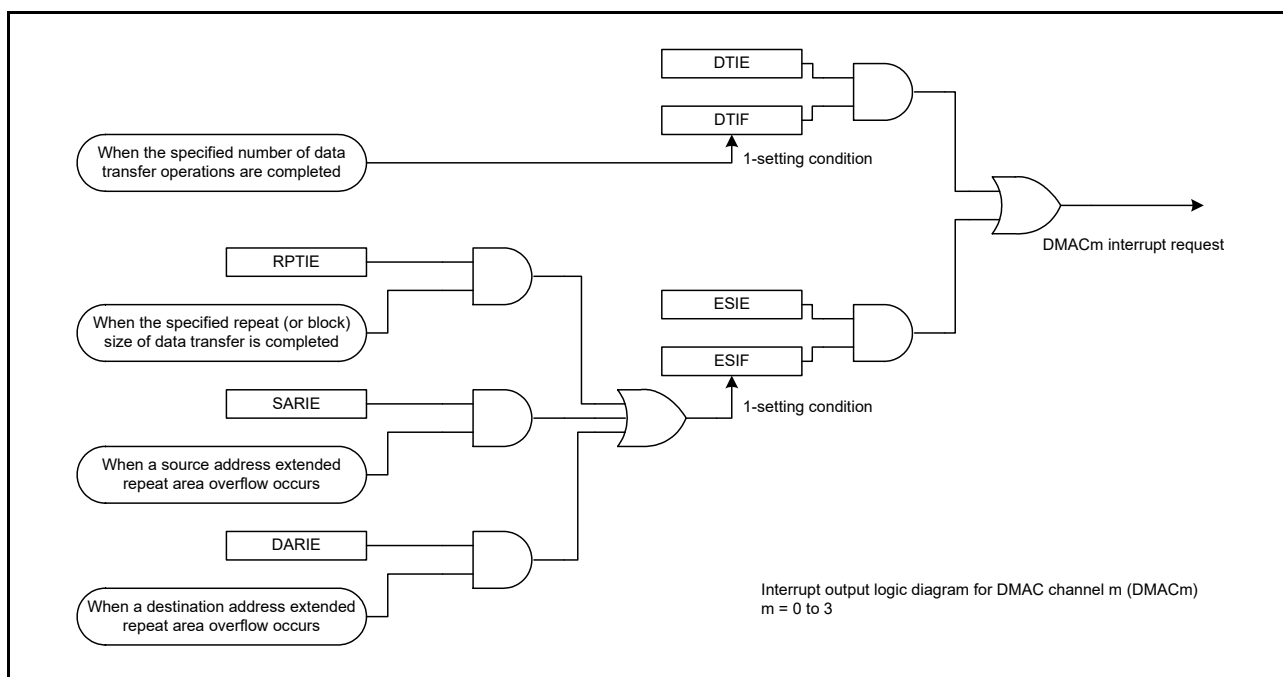 DTIE
DTIF
When the specified number of data
transfer operations are completed
1-setting condition
DMACm interrupt request
RPTIE
When the specified repeat (or block)
size of data transfer is completed
ESIE
ESIF
1-setting condition
SARIE
When a source address extended
repeat area overflow occurs
DARIE
When a destination address extended
repeat area overflow occurs
Interrupt output logic diagram for DMAC channel m (DMACm)
m = 0 to 3